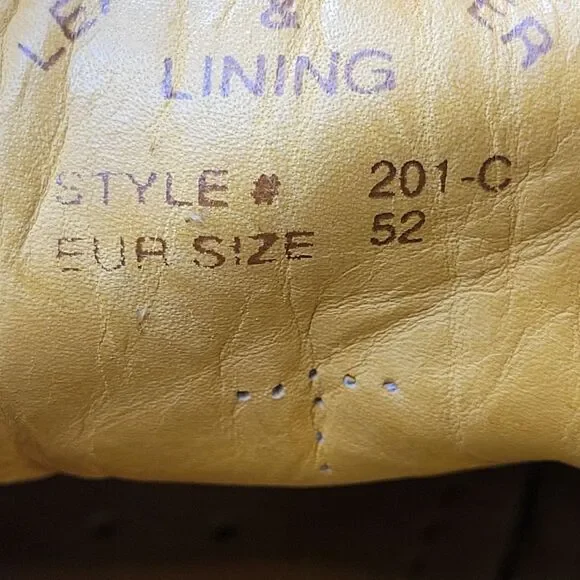 &
LINING
STYLE # 201-C
EUR SIZE 52